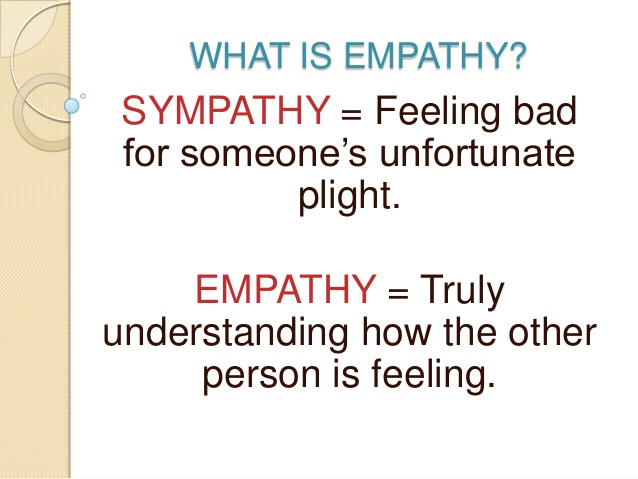 WHAT IS EMPATHY?
SYMPATHY = Feeling bad
for someone’s unfortunate
plight.
EMPATHY = Truly
understanding how the other
person is feeling.